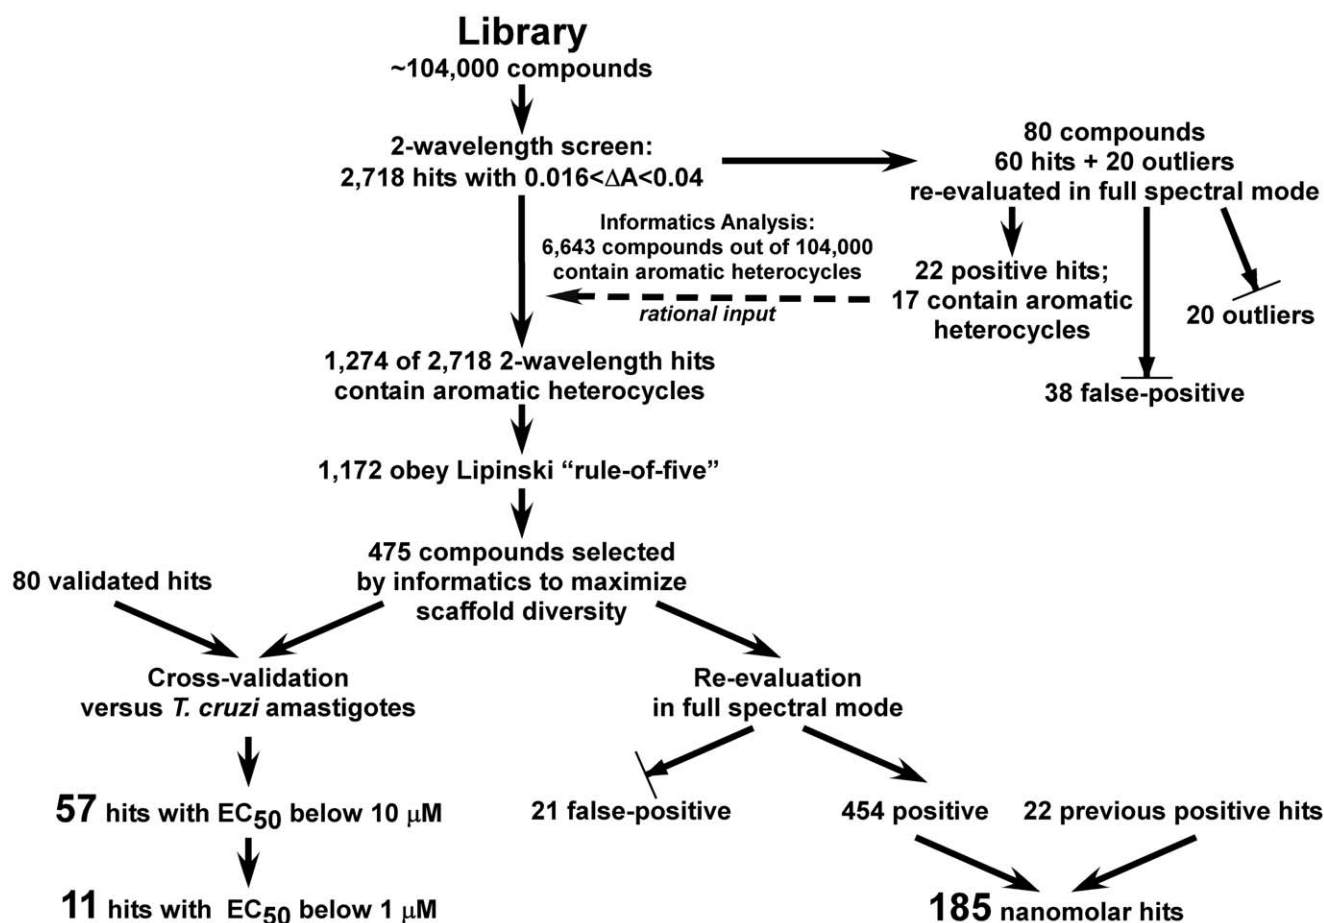 Library
~104,000 compounds
2-wavelength screen:
2,718 hits with 0.016<ΔA<0.04
80 compounds
60 hits + 20 outliers
re-evaluated in full spectral mode
Informatics Analysis:
6,643 compounds out of 104,000
contain aromatic heterocycles
rational input
22 positive hits;
17 contain aromatic
heterocycles
20 outliers
38 false-positive
1,274 of 2,718 2-wavelength hits
contain aromatic heterocycles
1,172 obey Lipinski “rule-of-five”
475 compounds selected
by informatics to maximize
scaffold diversity
80 validated hits
Cross-validation
versus T. cruzi amastigotes
Re-evaluation
in full spectral mode
57 hits with EC50 below 10 μM
11 hits with EC50 below 1 μM
21 false-positive
454 positive
22 previous positive hits
185 nanomolar hits